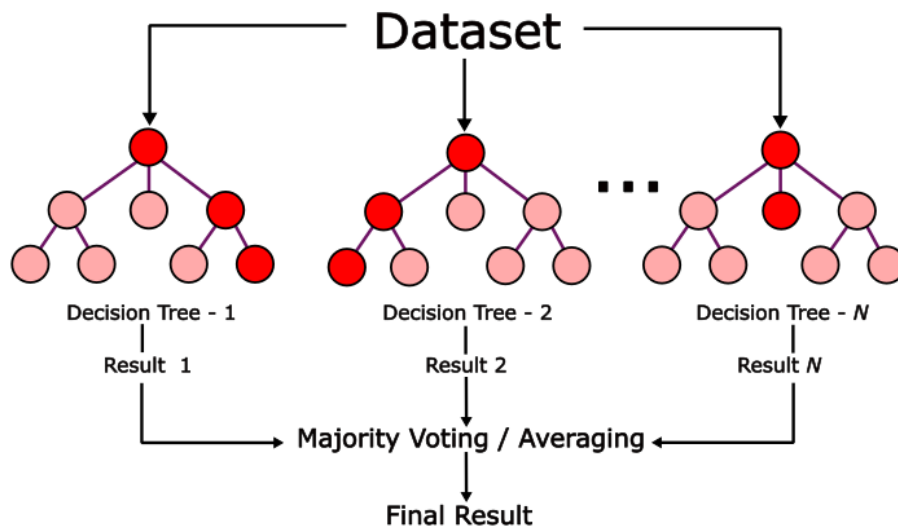 Dataset
Decision Tree - 1
Decision Tree - 2
Decision Tree - N
Result 1
Result 2
Result N
Majority Voting / Averaging
Final Result